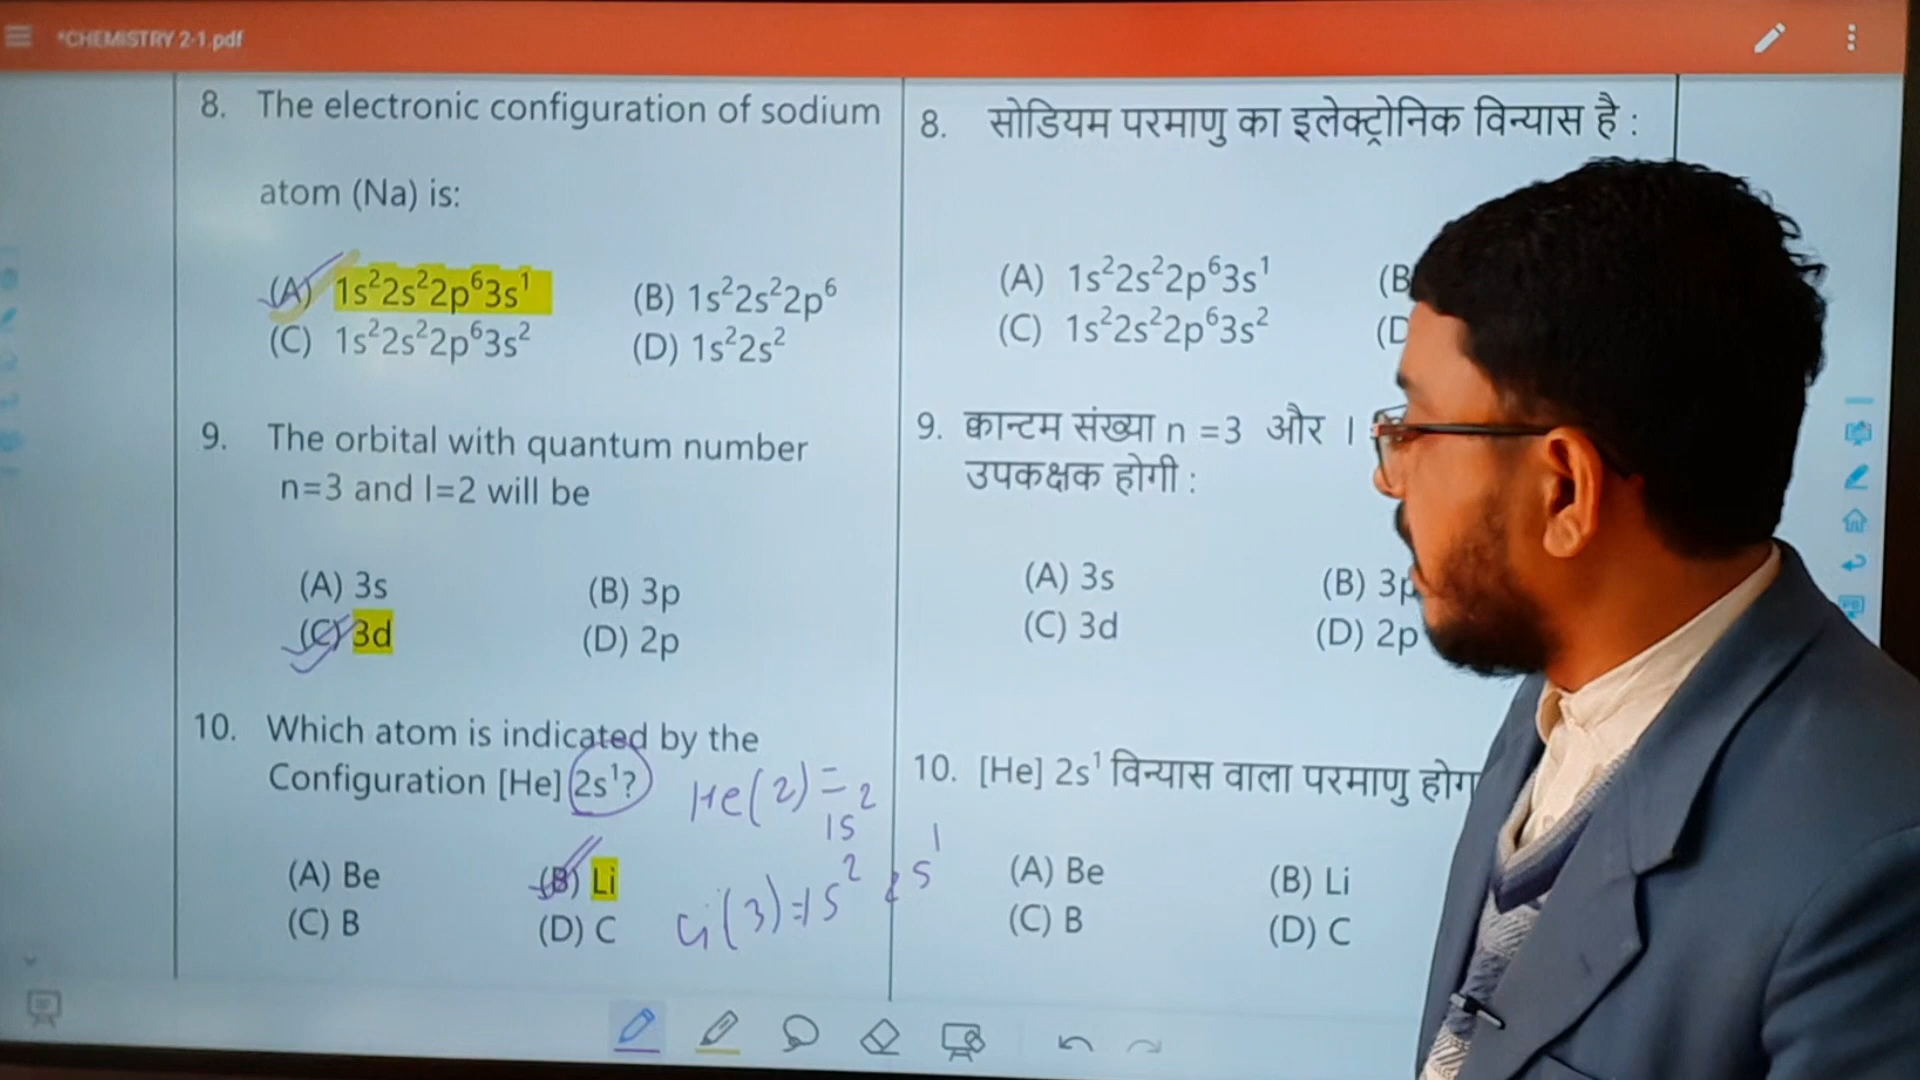 *CHEMISTRY 2-1.pdf
8. The electronic configuration of sodium
atom (Na) is:
(A) 1s²2s²2p⁶3s¹ (B) 1s²2s²2p⁶
(C) 1s²2s²2p⁶3s² (D) 1s²2s²
9. The orbital with quantum number
n=3 and l=2 will be
(A) 3s (B) 3p
(C) 3d (D) 2p
10. Which atom is indicated by the
Configuration [He] 2s¹?
He(2) =
1s²
(A) Be (B) Li
(C) B (D) C
Li(3)=1s² 2s¹
8. सोडियम परमाणु का इलेक्ट्रोनिक विन्यास है :
(A) 1s²2s²2p⁶3s¹ (B
(C) 1s²2s²2p⁶3s² (D
9. क्वान्टम संख्या n =3 और l
उपकक्षक होगी :
(A) 3s (B) 3p
(C) 3d (D) 2p
10. [He] 2s¹ विन्यास वाला परमाणु
(A) Be (B) Li
(C) B (D) C